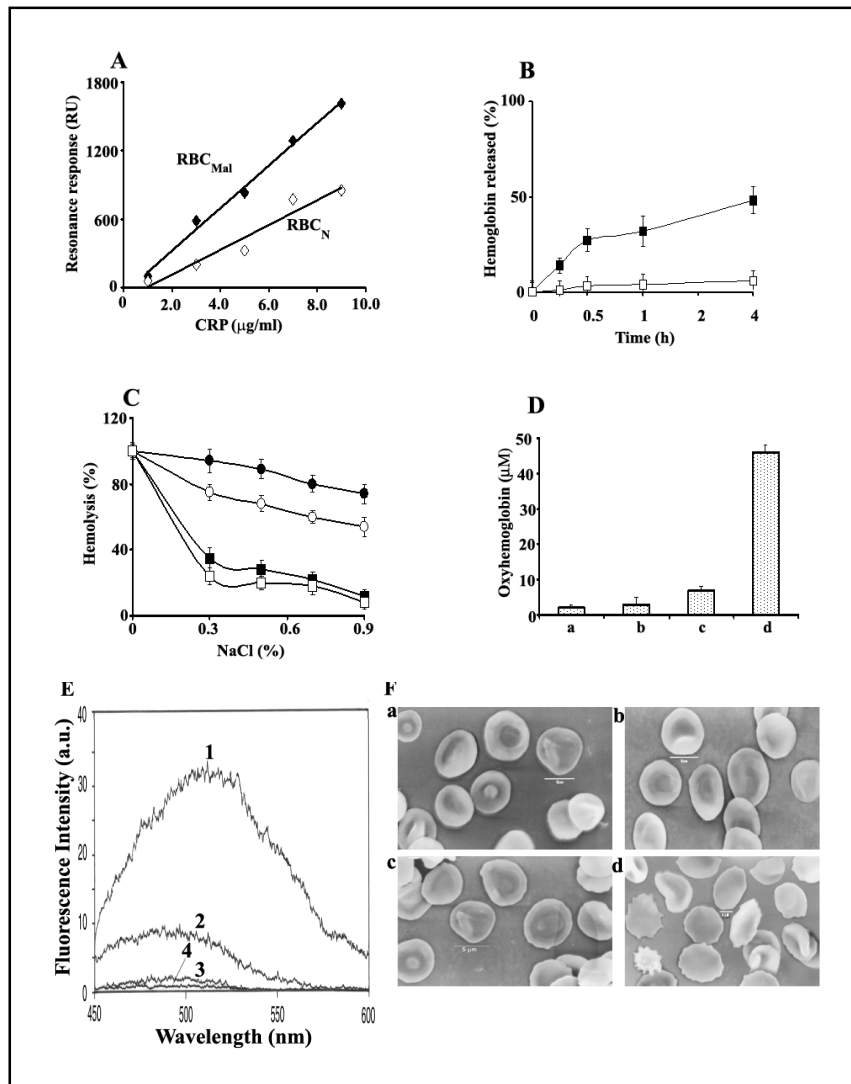 A
1800
1200
600
0
0
2.0
4.0
6.0
8.0
10.0
Resonance response (RU)
CRP (μg/ml)
RBC_Mal
RBC_N
B
100
50
0
0
0.5
1
2
4
Hemoglobin released (%)
Time (h)
C
120
80
40
0
0
0.3
0.6
0.9
Hemolysis (%)
NaCl (%)
D
50
40
30
20
10
0
a
b
c
d
Oxyhemoglobin (μM)
E
40
30
20
10
0
450
500
550
600
1
2
4
3
Fluorescence Intensity (a.u.)
Wavelength (nm)
F
a
b
c
5 μm
d